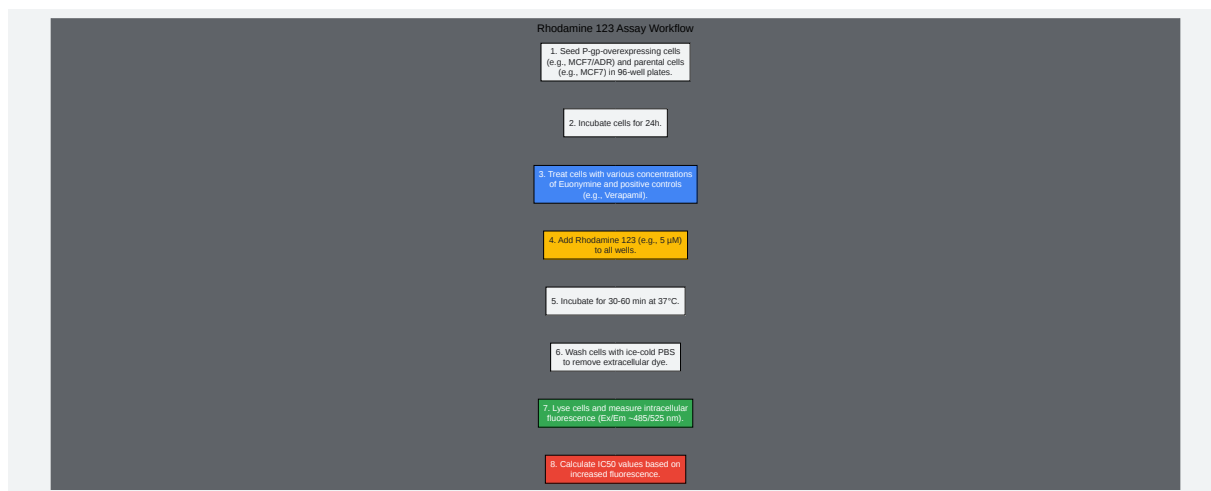 Rhodamine 123 Assay Workflow
1. Seed P-gp-overexpressing cells
(e.g., MCF7/ADR) and parental cells
(e.g., MCF7) in 96-well plates.
2. Incubate cells for 24h.
3. Treat cells with various concentrations
of Euonymine and positive controls
(e.g., Verapamil).
4. Add Rhodamine 123 (e.g., 5 µM)
to all wells.
5. Incubate for 30-60 min at 37°C.
6. Wash cells with ice-cold PBS
to remove extracellular dye.
7. Lyse cells and measure intracellular
fluorescence (Ex/Em ~485/525 nm).
8. Calculate IC50 values based on
increased fluorescence.